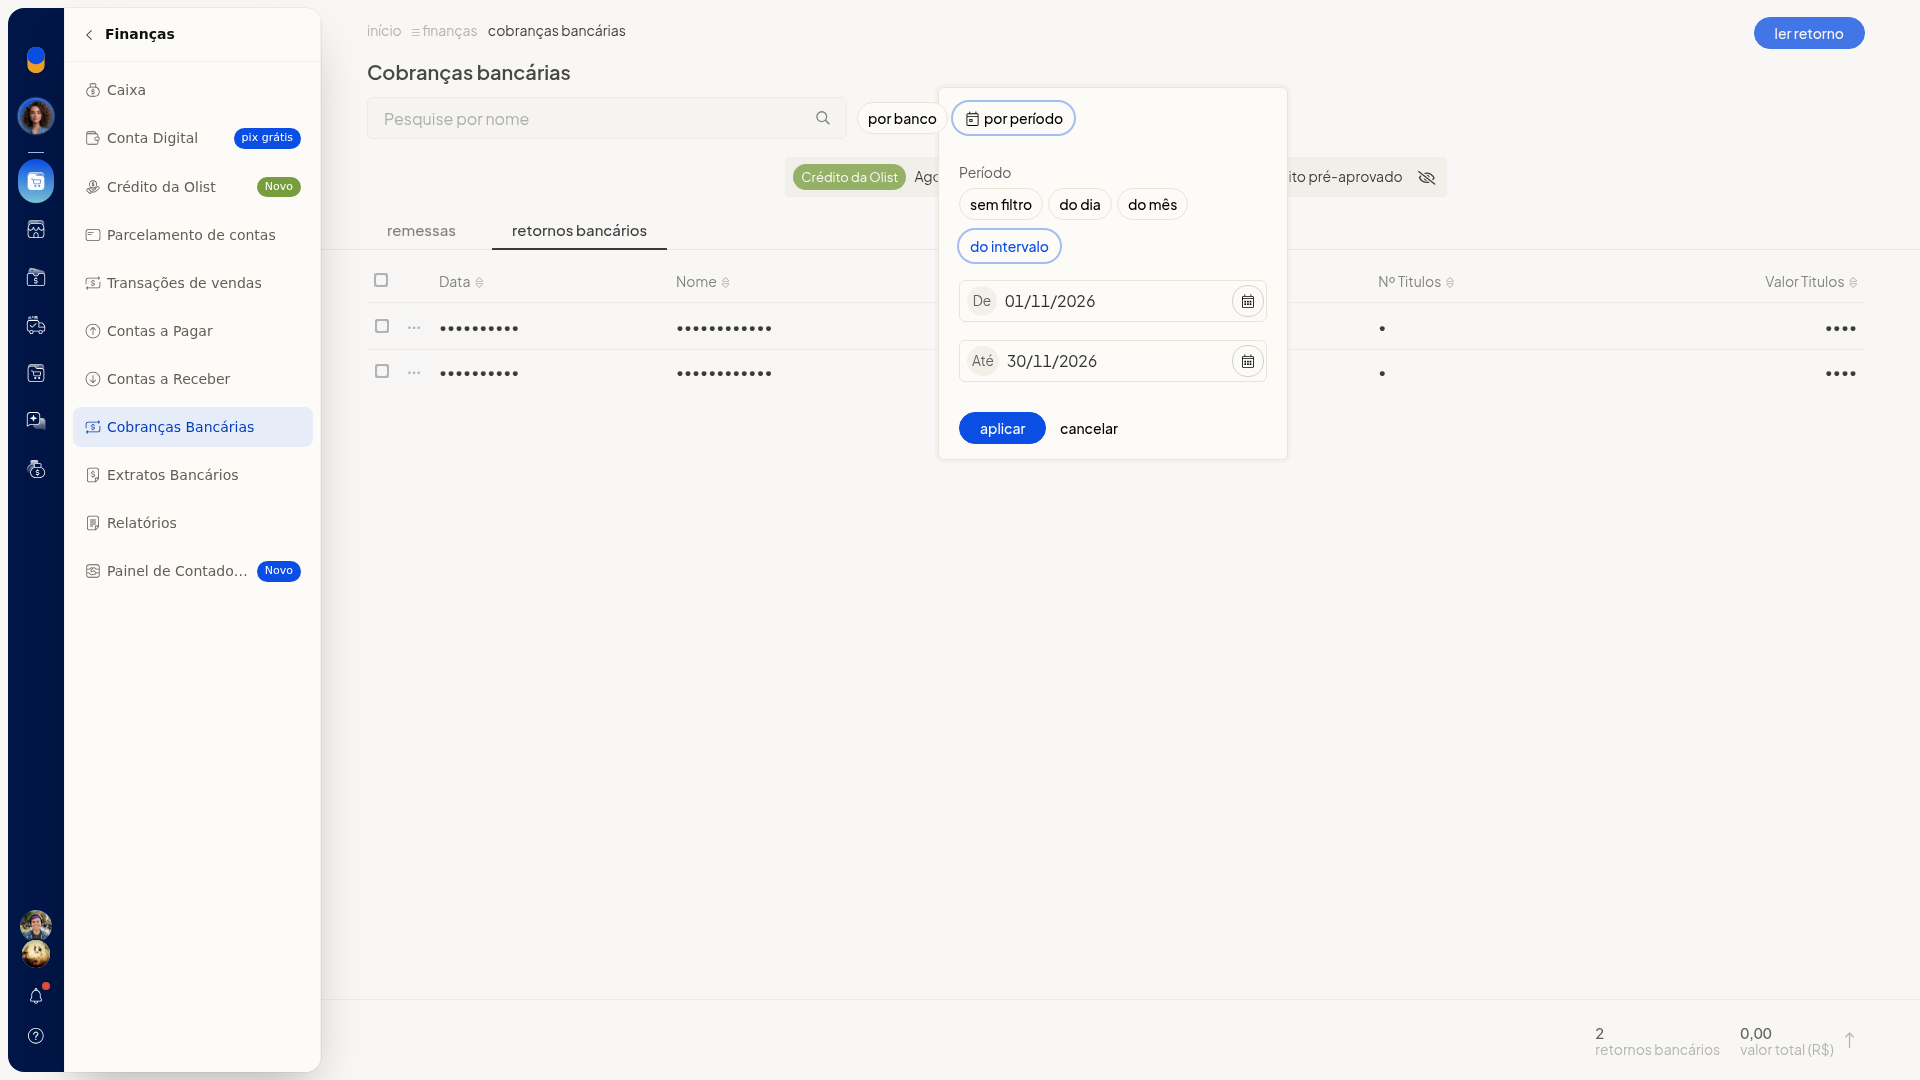 Finanças
Caixa
Conta Digital pix grátis
Crédito da Olist Novo
Parcelamento de contas
Transações de vendas
Contas a Pagar
Contas a Receber
Cobranças Bancárias
Extratos Bancários
Relatórios
Painel de Contado... Novo
início finanças cobranças bancárias
ler retorno
Cobranças bancárias
Pesquise por nome
por banco
por período
Crédito da Olist Ago
ito pré-aprovado
remessas retornos bancários
Período
sem filtro do dia do mês
do intervalo
De 01/11/2026
Até 30/11/2026
aplicar cancelar
Data Nome Nº Titulos Valor Titulos
•••••••••• •••••••••••• • ••••
•••••••••• •••••••••••• • ••••
2 0,00
retornos bancários valor total (R$)